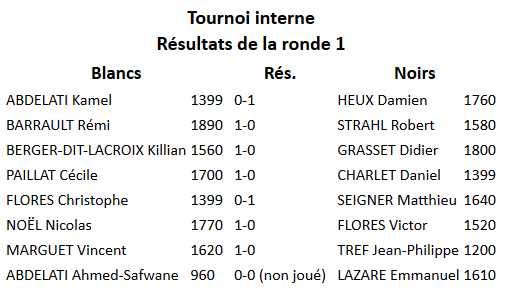 Tournoi interne
Résultats de la ronde 1
Blancs Rés. Noirs
ABDELATI Kamel 1399 0-1 HEUX Damien 1760
BARRAULT Rémi 1890 1-0 STRAHL Robert 1580
BERGER-DIT-LACROIX Killian 1560 1-0 GRASSET Didier 1800
PAILLAT Cécile 1700 1-0 CHARLET Daniel 1399
FLORES Christophe 1399 0-1 SEIGNER Matthieu 1640
NOËL Nicolas 1770 1-0 FLORES Victor 1520
MARGUET Vincent 1620 1-0 TREF Jean-Philippe 1200
ABDELATI Ahmed-Safwane 960 0-0 (non joué) LAZARE Emmanuel 1610